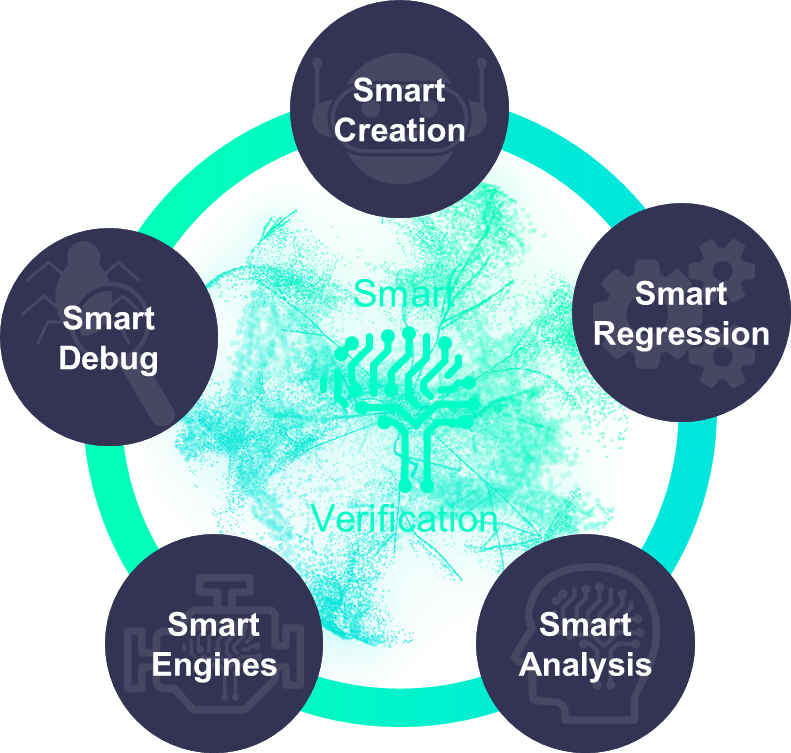 Smart
Creation
Smart
Regression
Smart
Debug
Smart
Verification
Smart
Engines
Smart
Analysis